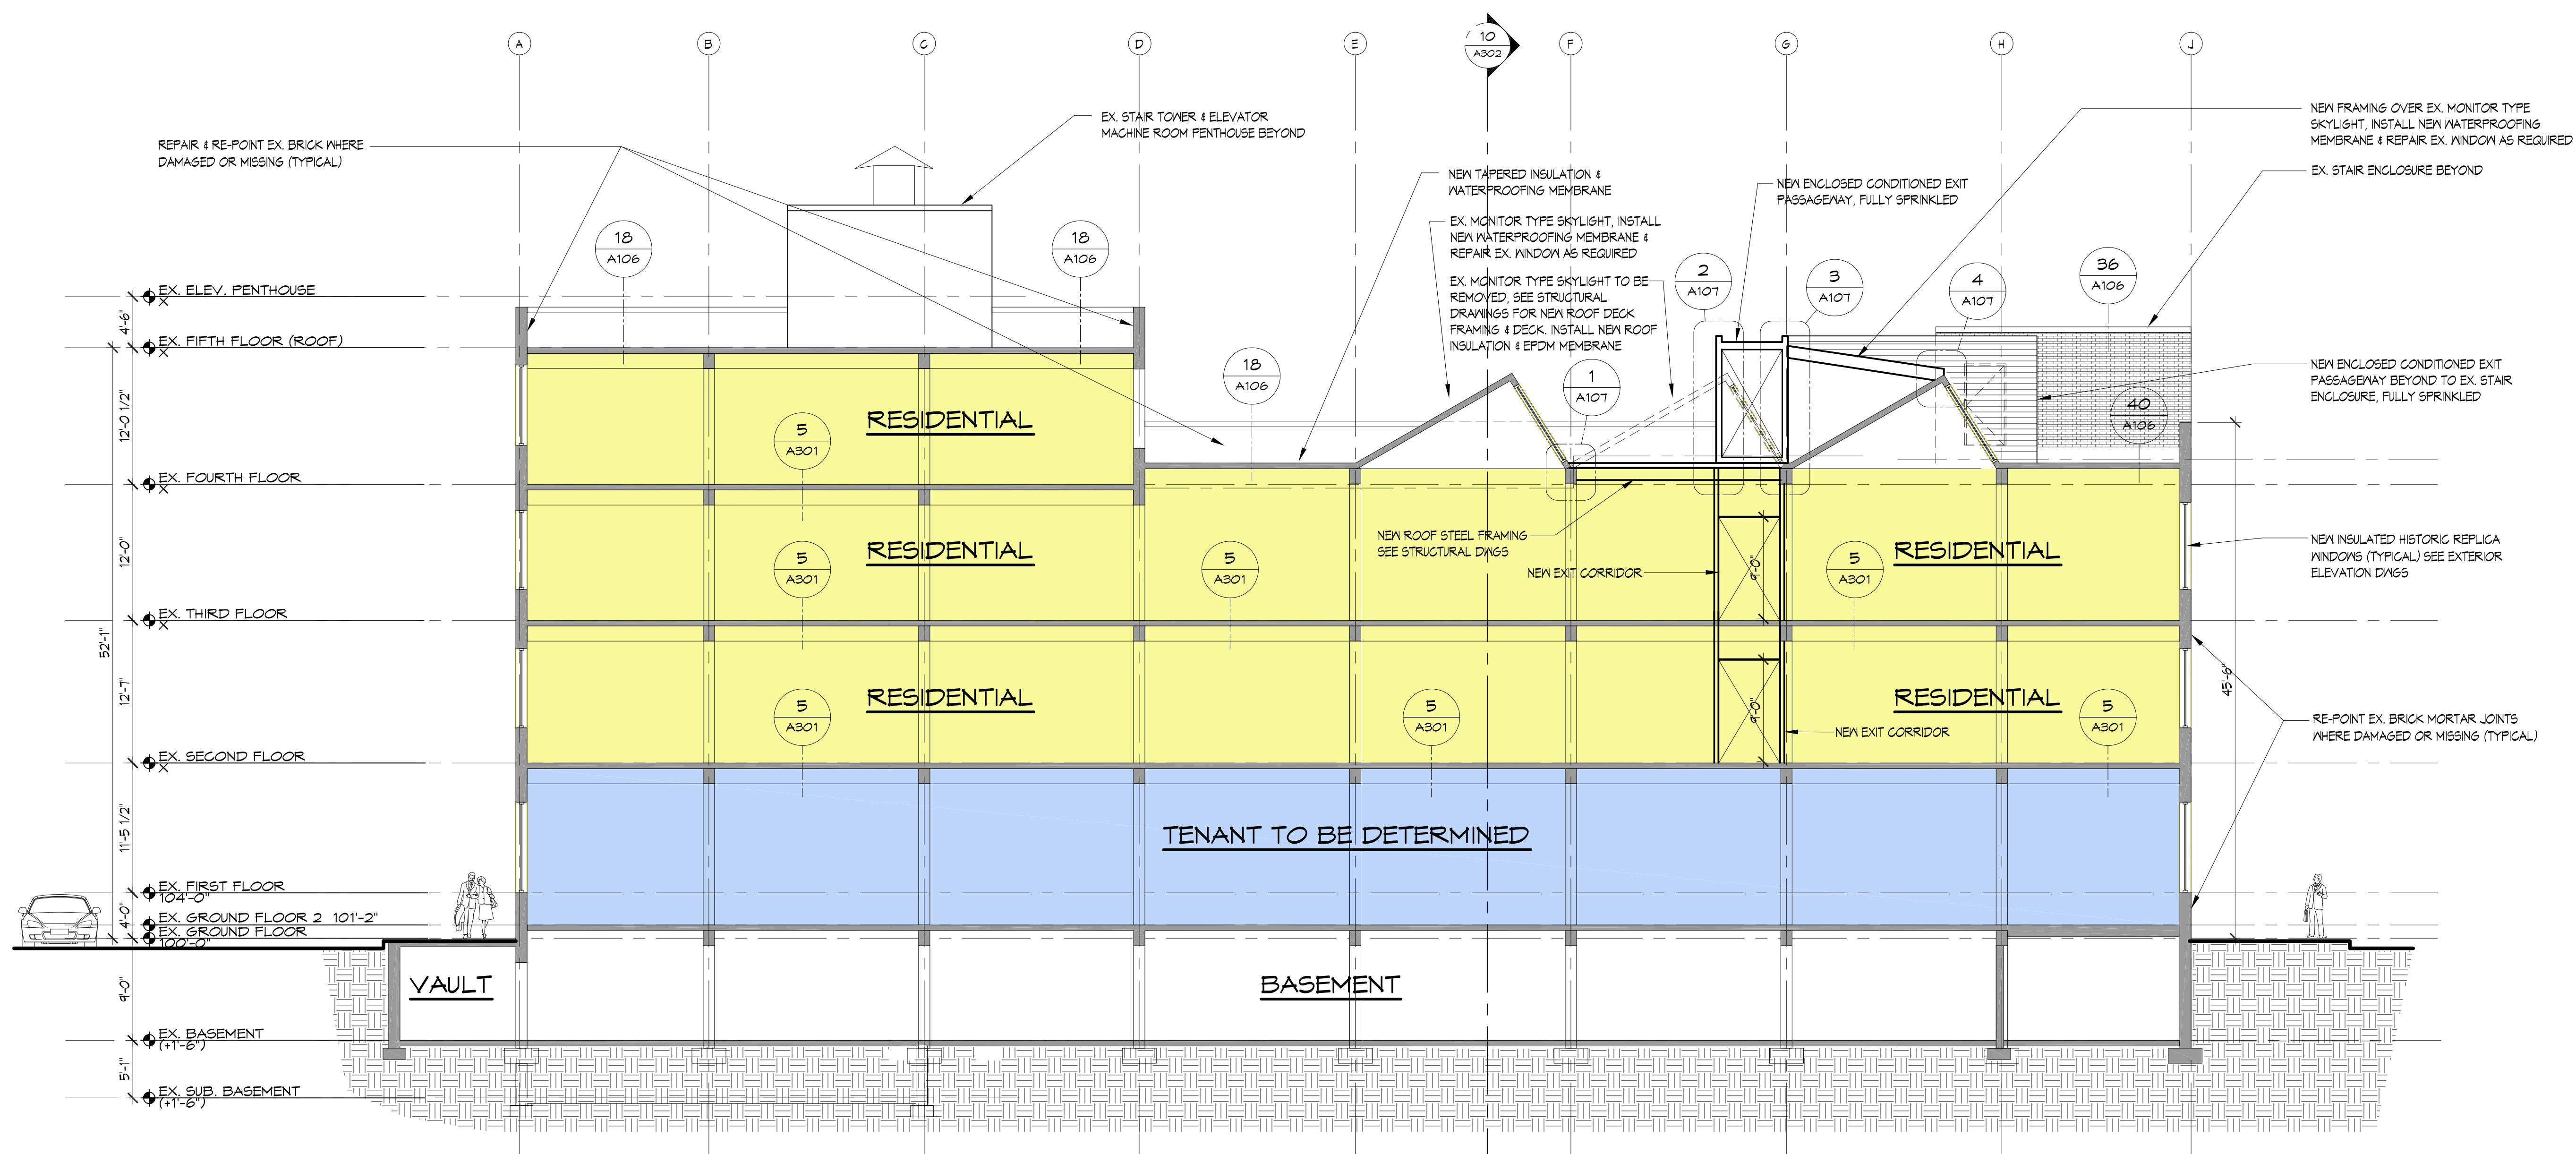 A
B
C
D
E
10
A302
F
G
H
J
REPAIR & RE-POINT EX. BRICK WHERE
DAMAGED OR MISSING (TYPICAL)
EX. STAIR TOWER & ELEVATOR
MACHINE ROOM PENTHOUSE BEYOND
NEW TAPERED INSULATION &
WATERPROOFING MEMBRANE
EX. MONITOR TYPE SKYLIGHT, INSTALL
NEW WATERPROOFING MEMBRANE &
REPAIR EX. WINDOW AS REQUIRED
EX. MONITOR TYPE SKYLIGHT TO BE
REMOVED, SEE STRUCTURAL
DRAWINGS FOR NEW ROOF DECK
FRAMING & DECK. INSTALL NEW ROOF
INSULATION & EPDM MEMBRANE
NEW ENCLOSED CONDITIONED EXIT
PASSAGEWAY, FULLY SPRINKLED
NEW FRAMING OVER EX. MONITOR TYPE
SKYLIGHT, INSTALL NEW WATERPROOFING
MEMBRANE & REPAIR EX. WINDOW AS REQUIRED
EX. STAIR ENCLOSURE BEYOND
NEW ENCLOSED CONDITIONED EXIT
PASSAGEWAY BEYOND TO EX. STAIR
ENCLOSURE, FULLY SPRINKLED
NEW INSULATED HISTORIC REPLICA
WINDOWS (TYPICAL) SEE EXTERIOR
ELEVATION DWGS
RE-POINT EX. BRICK MORTAR JOINTS
WHERE DAMAGED OR MISSING (TYPICAL)
18
A106
18
A106
18
A106
1
A107
2
A107
3
A107
4
A107
36
A106
40
A106
EX. ELEV. PENTHOUSE
X
4'-6"
EX. FIFTH FLOOR (ROOF)
X
12'-0 1/2"
EX. FOURTH FLOOR
X
12'-0"
EX. THIRD FLOOR
X
52'-1"
12'-7"
EX. SECOND FLOOR
X
11'-5 1/2"
EX. FIRST FLOOR
104'-0"
4'-0"
EX. GROUND FLOOR 2 101'-2"
EX. GROUND FLOOR
100'-0"
9'-0"
EX. BASEMENT
(+1'-6")
5'-1"
EX. SUB. BASEMENT
(+1'-6")
RESIDENTIAL
5
A301
RESIDENTIAL
5
A301
5
A301
NEW ROOF STEEL FRAMING
SEE STRUCTURAL DWGS
NEW EXIT CORRIDOR
9'-0"
5
A301
RESIDENTIAL
RESIDENTIAL
5
A301
5
A301
9'-0"
NEW EXIT CORRIDOR
RESIDENTIAL
5
A301
45'-6"
TENANT TO BE DETERMINED
VAULT
BASEMENT